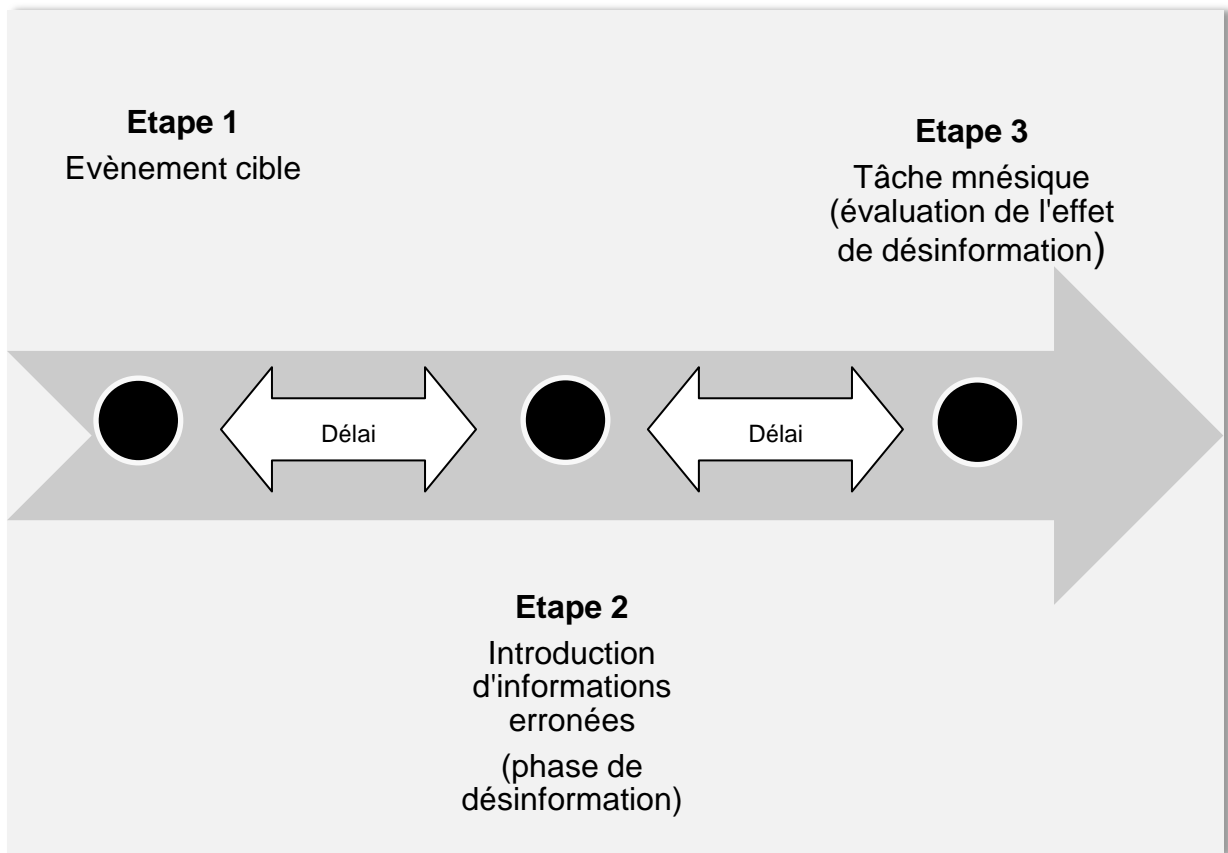 Etape 1
Evènement cible
Etape 3
Tâche mnésique
(évaluation de l'effet
de désinformation)
Délai
Délai
Etape 2
Introduction
d'informations
erronées
(phase de
désinformation)